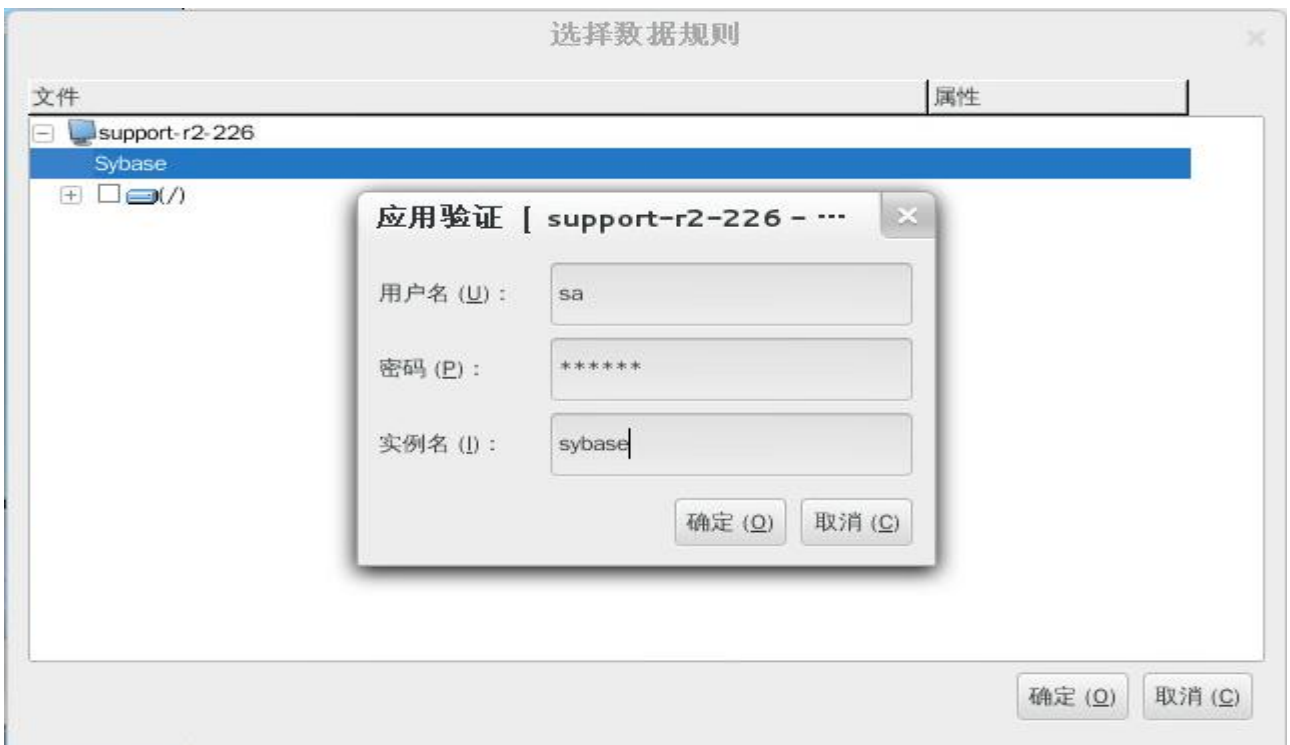 选择数据规则
文件 属性
support-r2-226
Sybase
(/)
应用验证 [ support-r2-226 - ···
用户名 (U)：
sa
密码 (P)：
******
实例名 (I)：
sybase
确定 (O) 取消 (C)
确定 (O) 取消 (C)